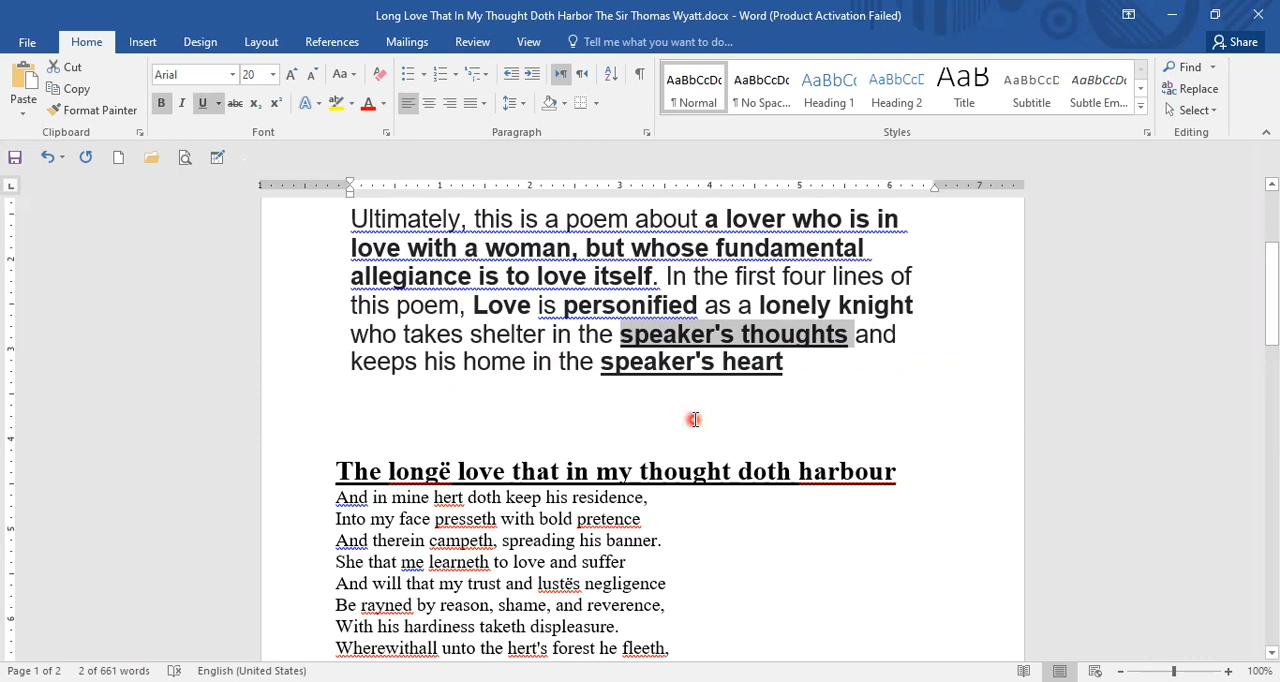 Long Love That In My Thought Doth Harbor The Sir Thomas Wyatt.docx - Word (Product Activation Failed)
File Home Insert Design Layout References Mailings Review View Tell me what you want to do... Share
Paste
Cut
Copy
Format Painter
Clipboard
Arial 20
Font
Paragraph
AaBbCcDc AaBbCcDc AaBbC AaBbCcD AaB AaBbCcD AaBbCcD
¶ Normal ¶ No Spac... Heading 1 Heading 2 Title Subtitle Subtle Em...
Styles
Find
Replace
Select
Editing
Ultimately, this is a poem about a lover who is in
love with a woman, but whose fundamental
allegiance is to love itself. In the first four lines of
this poem, Love is personified as a lonely knight
who takes shelter in the speaker's thoughts and
keeps his home in the speaker's heart
The longë love that in my thought doth harbour
And in mine hert doth keep his residence,
Into my face presseth with bold pretence
And therein campeth, spreading his banner.
She that me learneth to love and suffer
And will that my trust and lustës negligence
Be rayned by reason, shame, and reverence,
With his hardiness taketh displeasure.
Wherewithall unto the hert's forest he fleeth,
Page 1 of 2 2 of 661 words English (United States) 100%